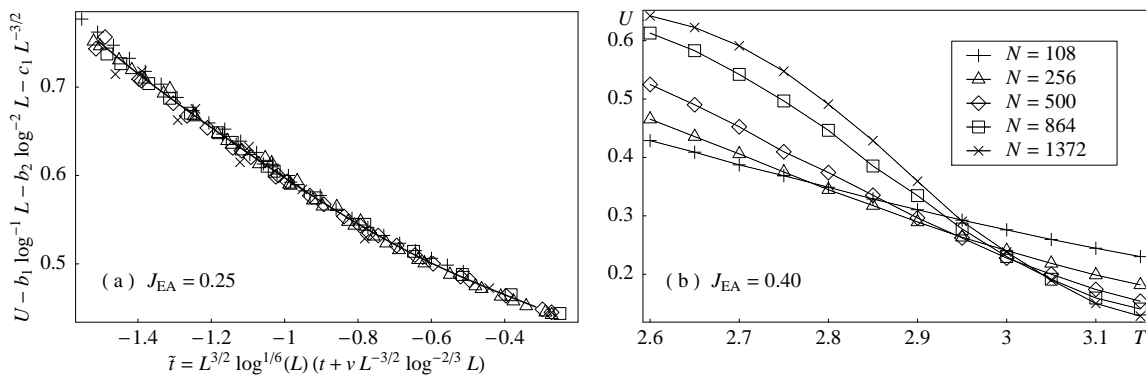 U − b₁ log⁻¹ L − b₂ log⁻² L − c₁ L⁻³/²
0.7
0.6
0.5
( a ) J_EA = 0.25
−1.4 −1.2 −1 −0.8 −0.6 −0.4
t̃ = L³/² log¹/⁶(L) (t + v L⁻³/² log⁻²/³ L)
U
0.6
0.5
0.4
0.3
0.2
N = 108
N = 256
N = 500
N = 864
N = 1372
( b ) J_EA = 0.40
2.6 2.7 2.8 2.9 3 3.1 T